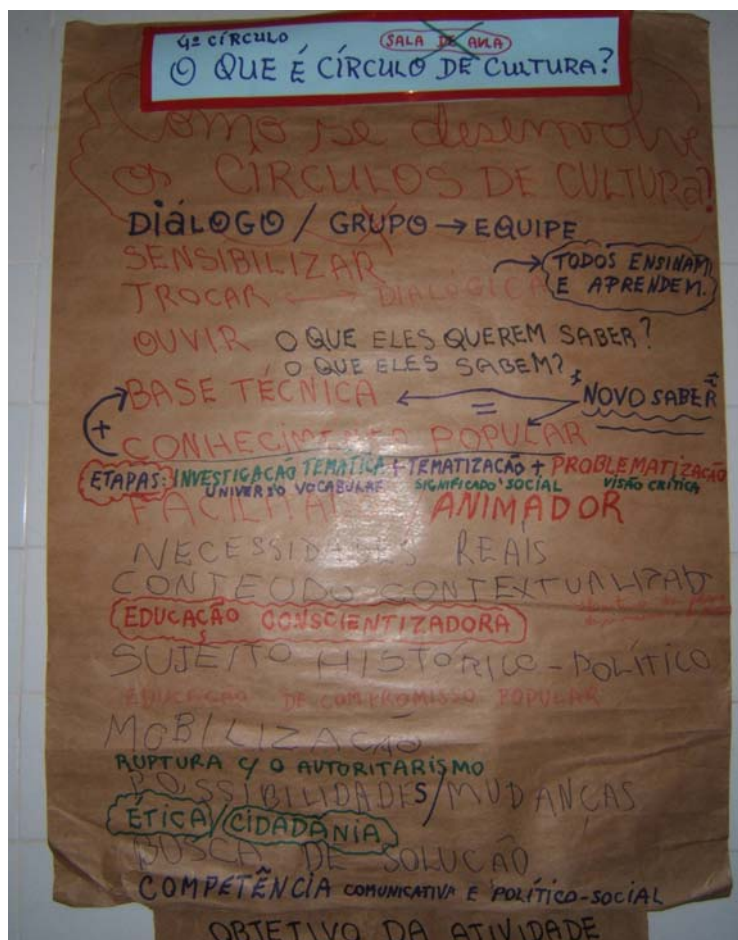 4º CÍRCULO SALA DE AULA
O QUE É CÍRCULO DE CULTURA?
Como se desenvolve
os CÍRCULOS DE CULTURA?
DIÁLOGO / GRUPO → EQUIPE
SENSIBILIZAR
TODOS ENSINAM
E APRENDEM.
TROCAR ↔ DIALÓGICA
OUVIR O QUE ELES QUEREM SABER?
O QUE ELES SABEM?
BASE TÉCNICA
= NOVO SABER
+
CONHECIMENTO POPULAR
ETAPAS: INVESTIGAÇÃO TEMÁTICA + TEMATIZAÇÃO + PROBLEMATIZAÇÃO
UNIVERSO VOCABULAR SIGNIFICADO SOCIAL VISÃO CRÍTICA
ANIMADOR
NECESSIDADES REAIS
CONTEÚDO
EDUCAÇÃO CONSCIENTIZADORA
SUJEITO HISTÓRICO-POLÍTICO
EDUCAÇÃO DE COMPROMISSO POPULAR
MOBILIZAÇÃO
RUPTURA C/ O AUTORITARISMO
POSSIBILIDADES/MUDANÇAS
ÉTICA/CIDADANIA
BUSCA DE SOLUÇÃO
COMPETÊNCIA COMUNICATIVA E POLÍTICO-SOCIAL
OBJETIVO DA ATIVIDADE